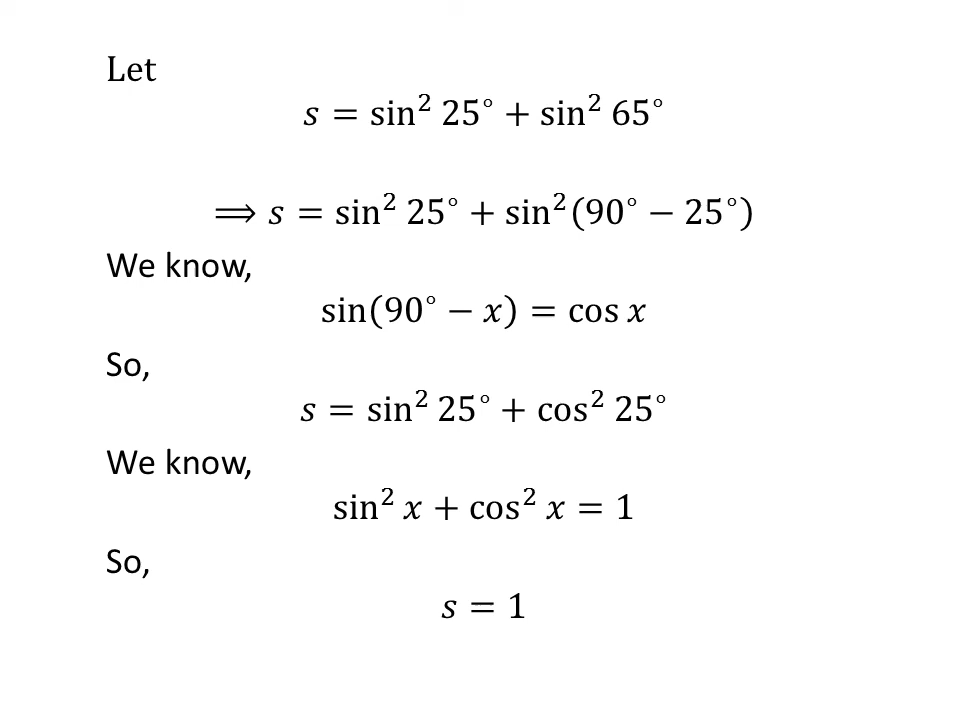 Let
s = sin² 25° + sin² 65°
⟹ s = sin² 25° + sin²(90° − 25°)
We know,
sin(90° − x) = cos x
So,
s = sin² 25° + cos² 25°
We know,
sin² x + cos² x = 1
So,
s = 1